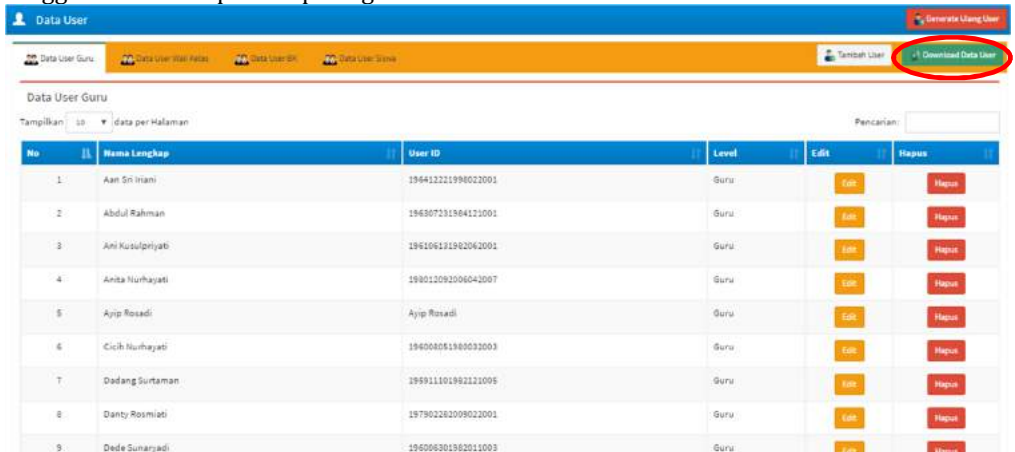 Data User
Generate Ulang User
Data User Guru
Data User Wali Kelas
Data User BK
Data User Siswa
Tambah User
Download Data User
Data User Guru
Tampilkan 10 data per Halaman
Pencarian:
No Nama Lengkap User ID Level Edit Hapus
1 Aan Sri Iriani 196412221998022001 Guru Edit Hapus
2 Abdul Rahman 196307231984121001 Guru Edit Hapus
3 Ani Kusulpriyati 196106131982062001 Guru Edit Hapus
4 Anita Nurhayati 198012092006042007 Guru Edit Hapus
5 Ayip Rosadi Ayip Rosadi Guru Edit Hapus
6 Cicih Nurhayati 196008051980032003 Guru Edit Hapus
7 Dadang Surtaman 195911101982121005 Guru Edit Hapus
8 Danty Rosmiati 197902282009022001 Guru Edit Hapus
9 Dede Sunaryadi 196006301982011003 Guru Edit Hapus